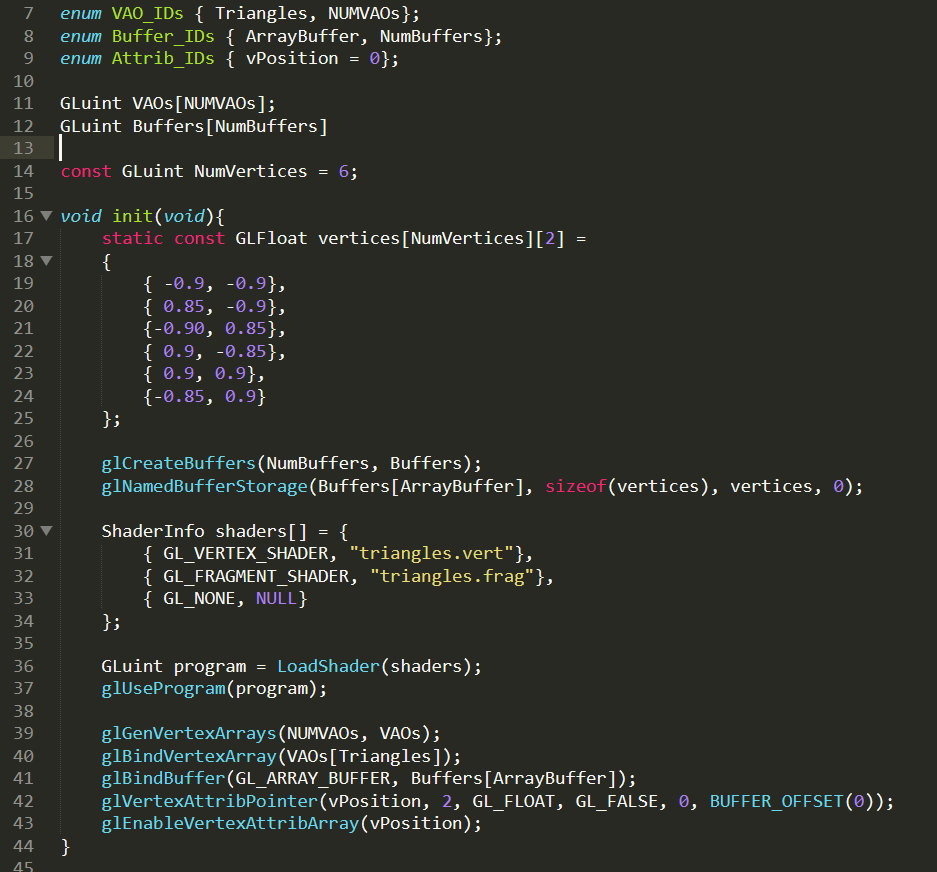 7 enum VAO_IDs { Triangles, NUMVAOs};
8 enum Buffer_IDs { ArrayBuffer, NumBuffers};
9 enum Attrib_IDs { vPosition = 0};
10
11 GLuint VAOs[NUMVAOs];
12 GLuint Buffers[NumBuffers]
13
14 const GLuint NumVertices = 6;
15
16 void init(void){
17     static const GLFloat vertices[NumVertices][2] =
18     {
19         { -0.9, -0.9},
20         { 0.85, -0.9},
21         {-0.90, 0.85},
22         { 0.9, -0.85},
23         { 0.9, 0.9},
24         {-0.85, 0.9}
25     };
26
27     glCreateBuffers(NumBuffers, Buffers);
28     glNamedBufferStorage(Buffers[ArrayBuffer], sizeof(vertices), vertices, 0);
29
30     ShaderInfo shaders[] = {
31         { GL_VERTEX_SHADER, "triangles.vert"},
32         { GL_FRAGMENT_SHADER, "triangles.frag"},
33         { GL_NONE, NULL}
34     };
35
36     GLuint program = LoadShader(shaders);
37     glUseProgram(program);
38
39     glGenVertexArrays(NUMVAOs, VAOs);
40     glBindVertexArray(VAOs[Triangles]);
41     glBindBuffer(GL_ARRAY_BUFFER, Buffers[ArrayBuffer]);
42     glVertexAttribPointer(vPosition, 2, GL_FLOAT, GL_FALSE, 0, BUFFER_OFFSET(0));
43     glEnableVertexAttribArray(vPosition);
44 }
45